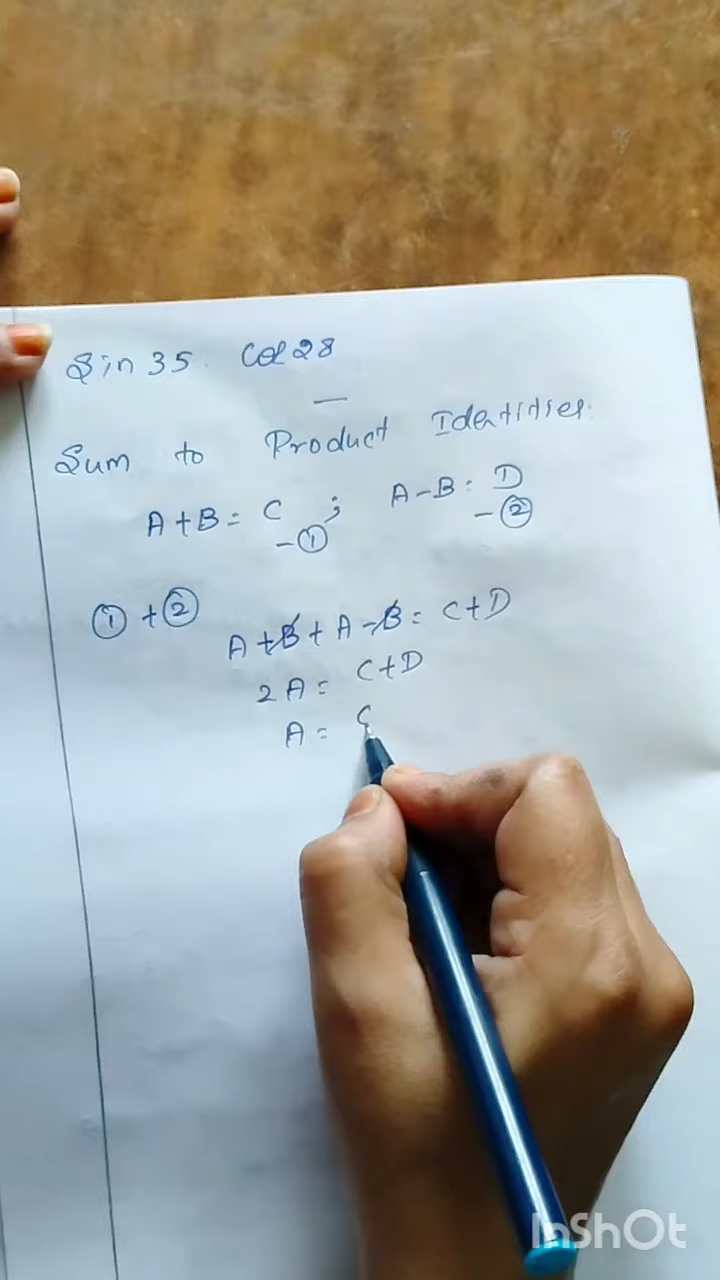 Sin 35 Cos 28
Sum to Product Identities:
A+B = C ; A-B = D
-① -②
① + ② A+B+A-B = C+D
2A = C+D
A = C
InShOt